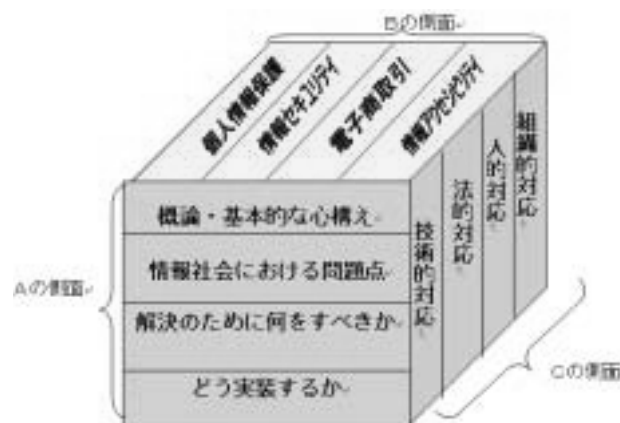 Bの側面
個人情報保護
情報セキュリティ
電子商取引
情報アクセシビリティ
概論・基本的な心構え
情報社会における問題点
解決のために何をすべきか
どう実装するか
技術的対応
法的対応
人的対応
組織的対応
Aの側面
Cの側面